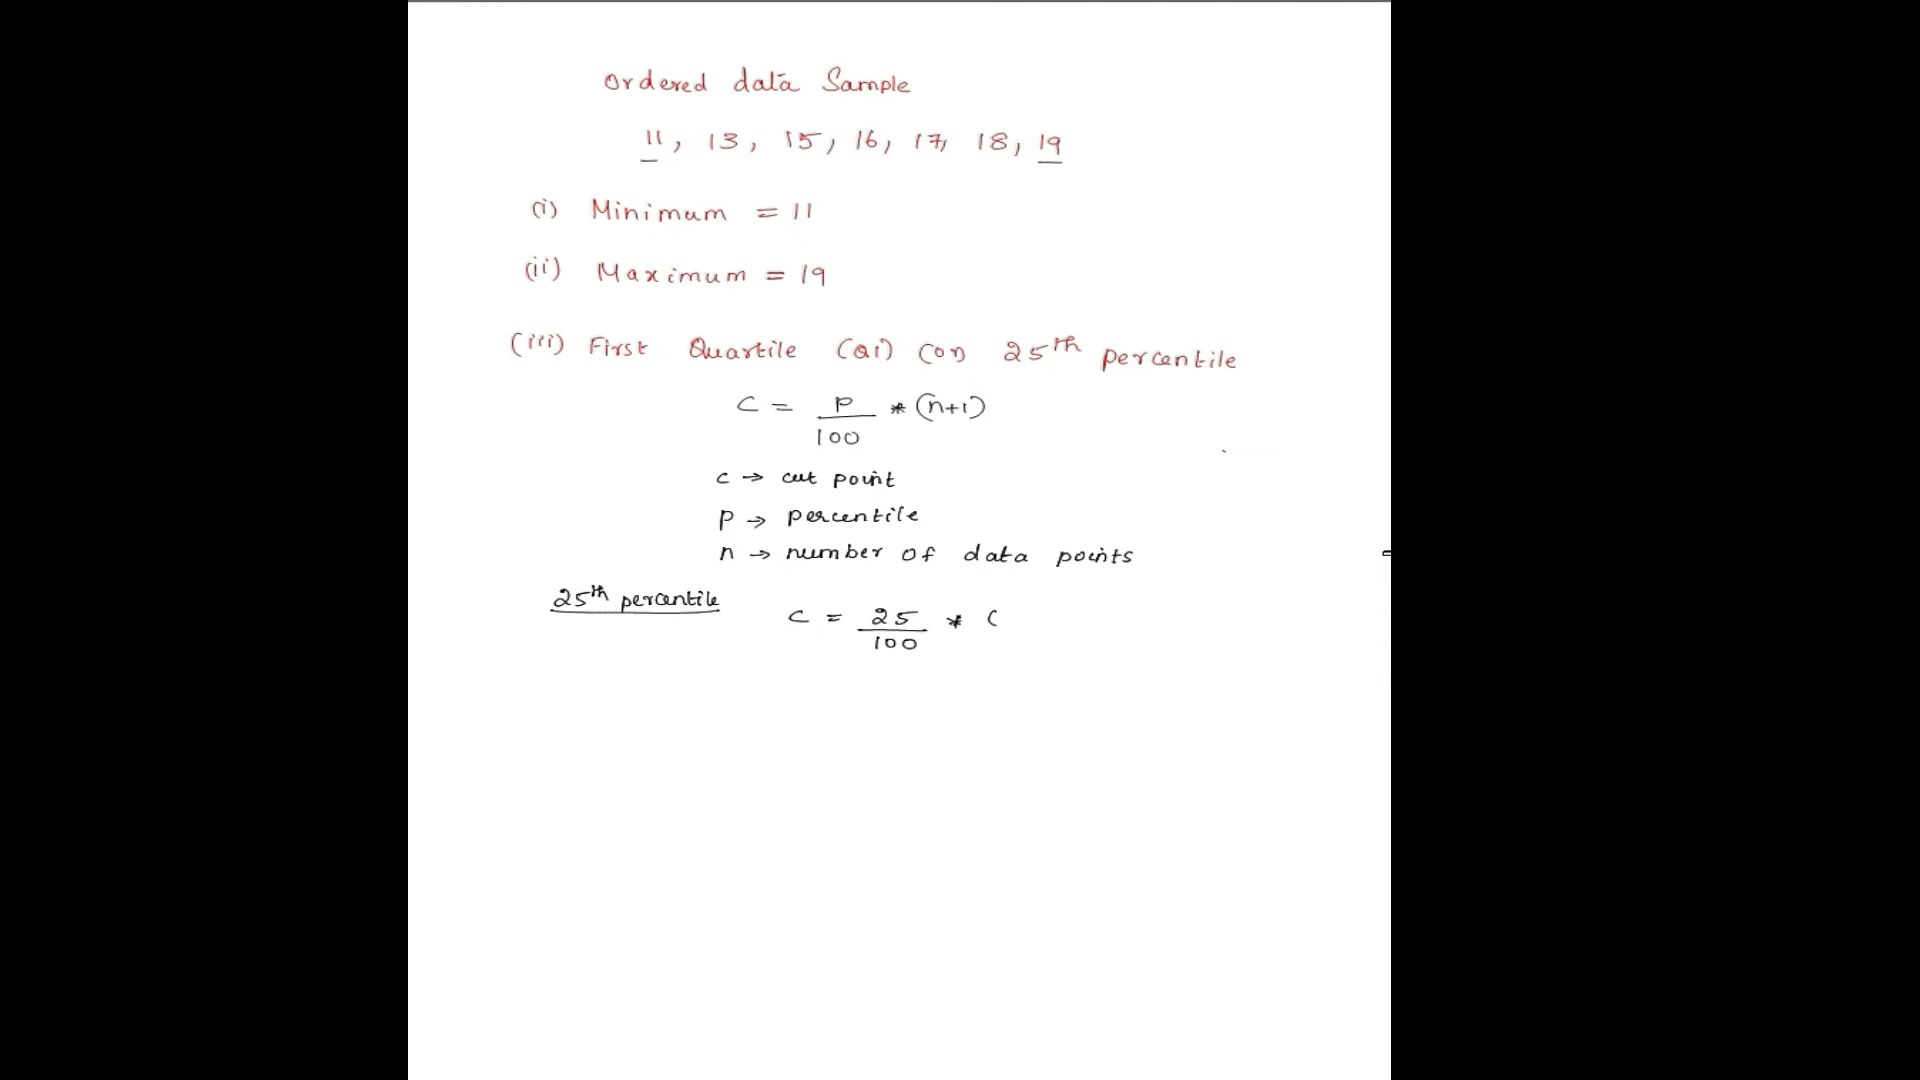 Ordered data Sample
11, 13, 15, 16, 17, 18, 19
(i) Minimum = 11
(ii) Maximum = 19
(iii) First Quartile (Q1) (or) 25th percentile
C = P/100 * (n+1)
c → cut point
p → percentile
n → number of data points
25th percentile C = 25/100 * (